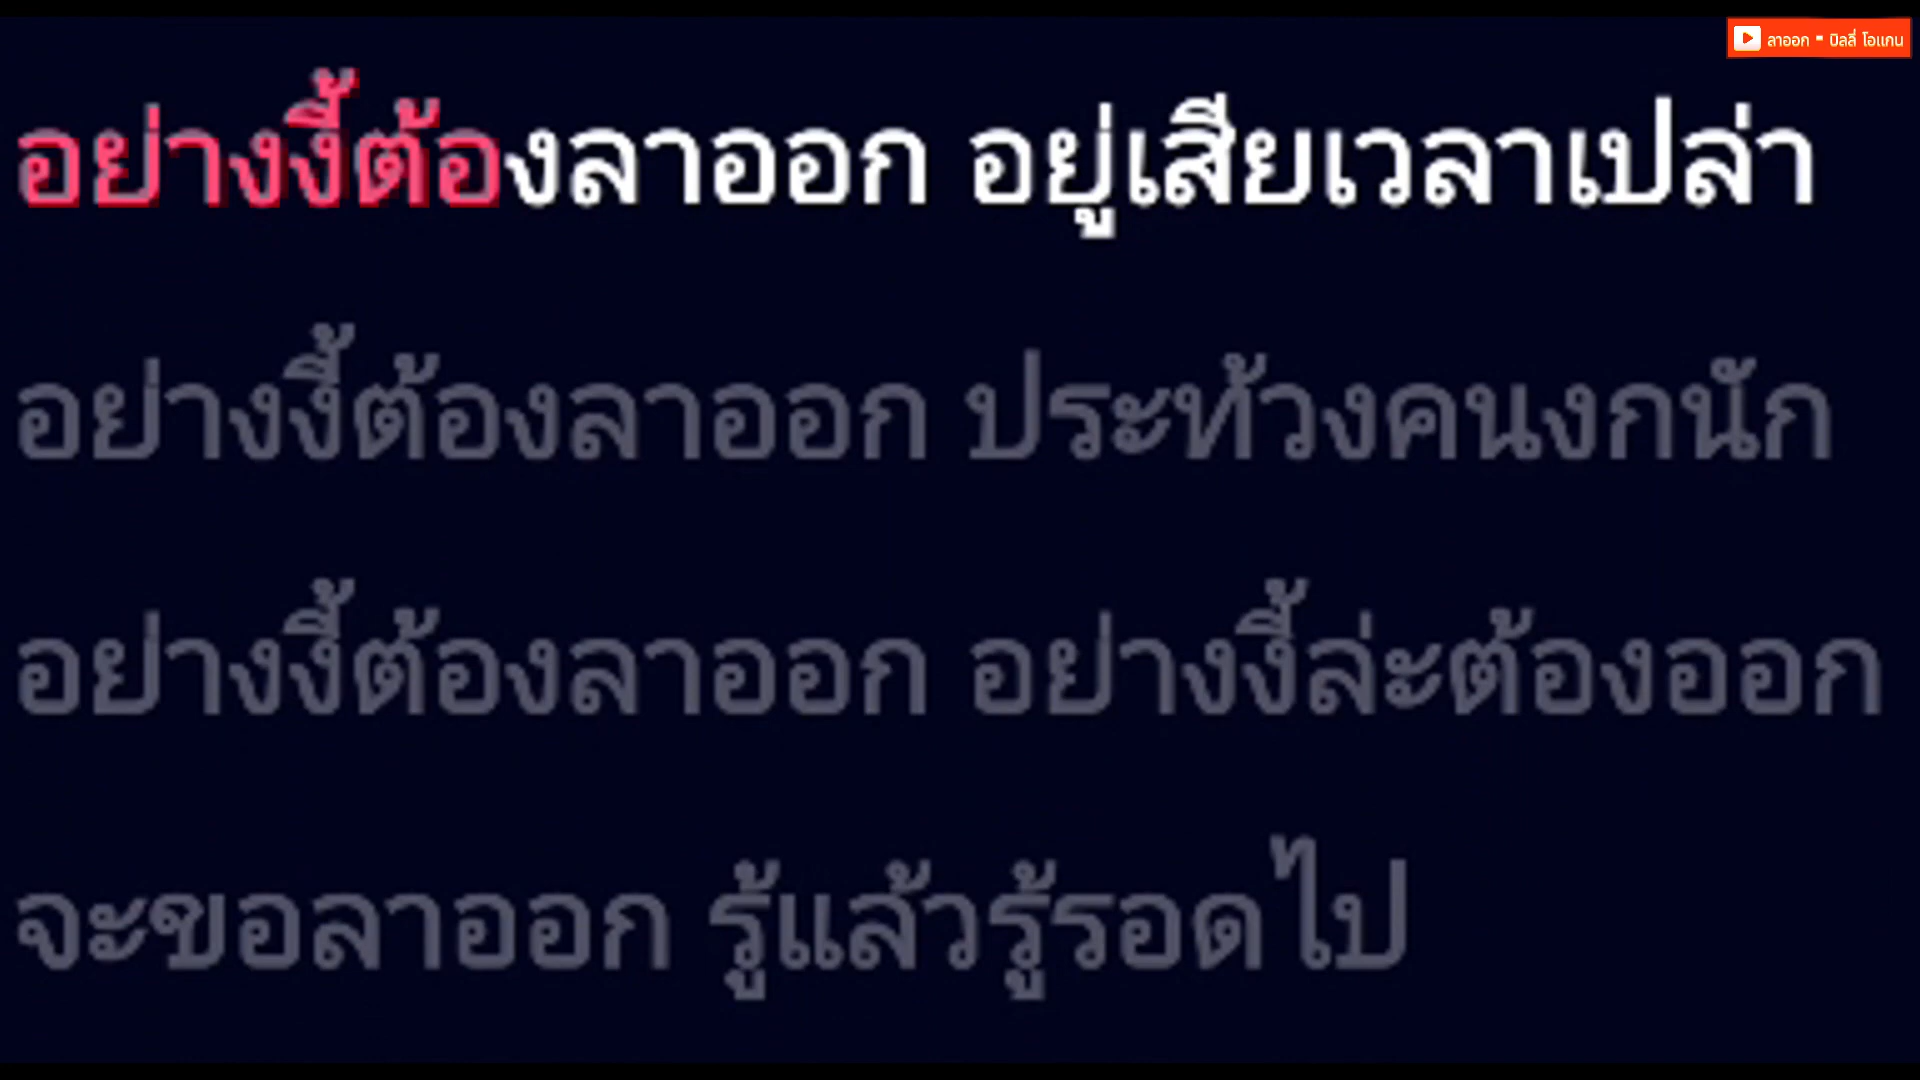 ลาออก - บิลลี่ โอแกน
อย่างงี้ต้องลาออก อยู่เสียเวลาเปล่า
อย่างงี้ต้องลาออก ประท้วงคนงกนัก
อย่างงี้ต้องลาออก อย่างงี้ล่ะต้องออก
จะขอลาออก รู้แล้วรู้รอดไป